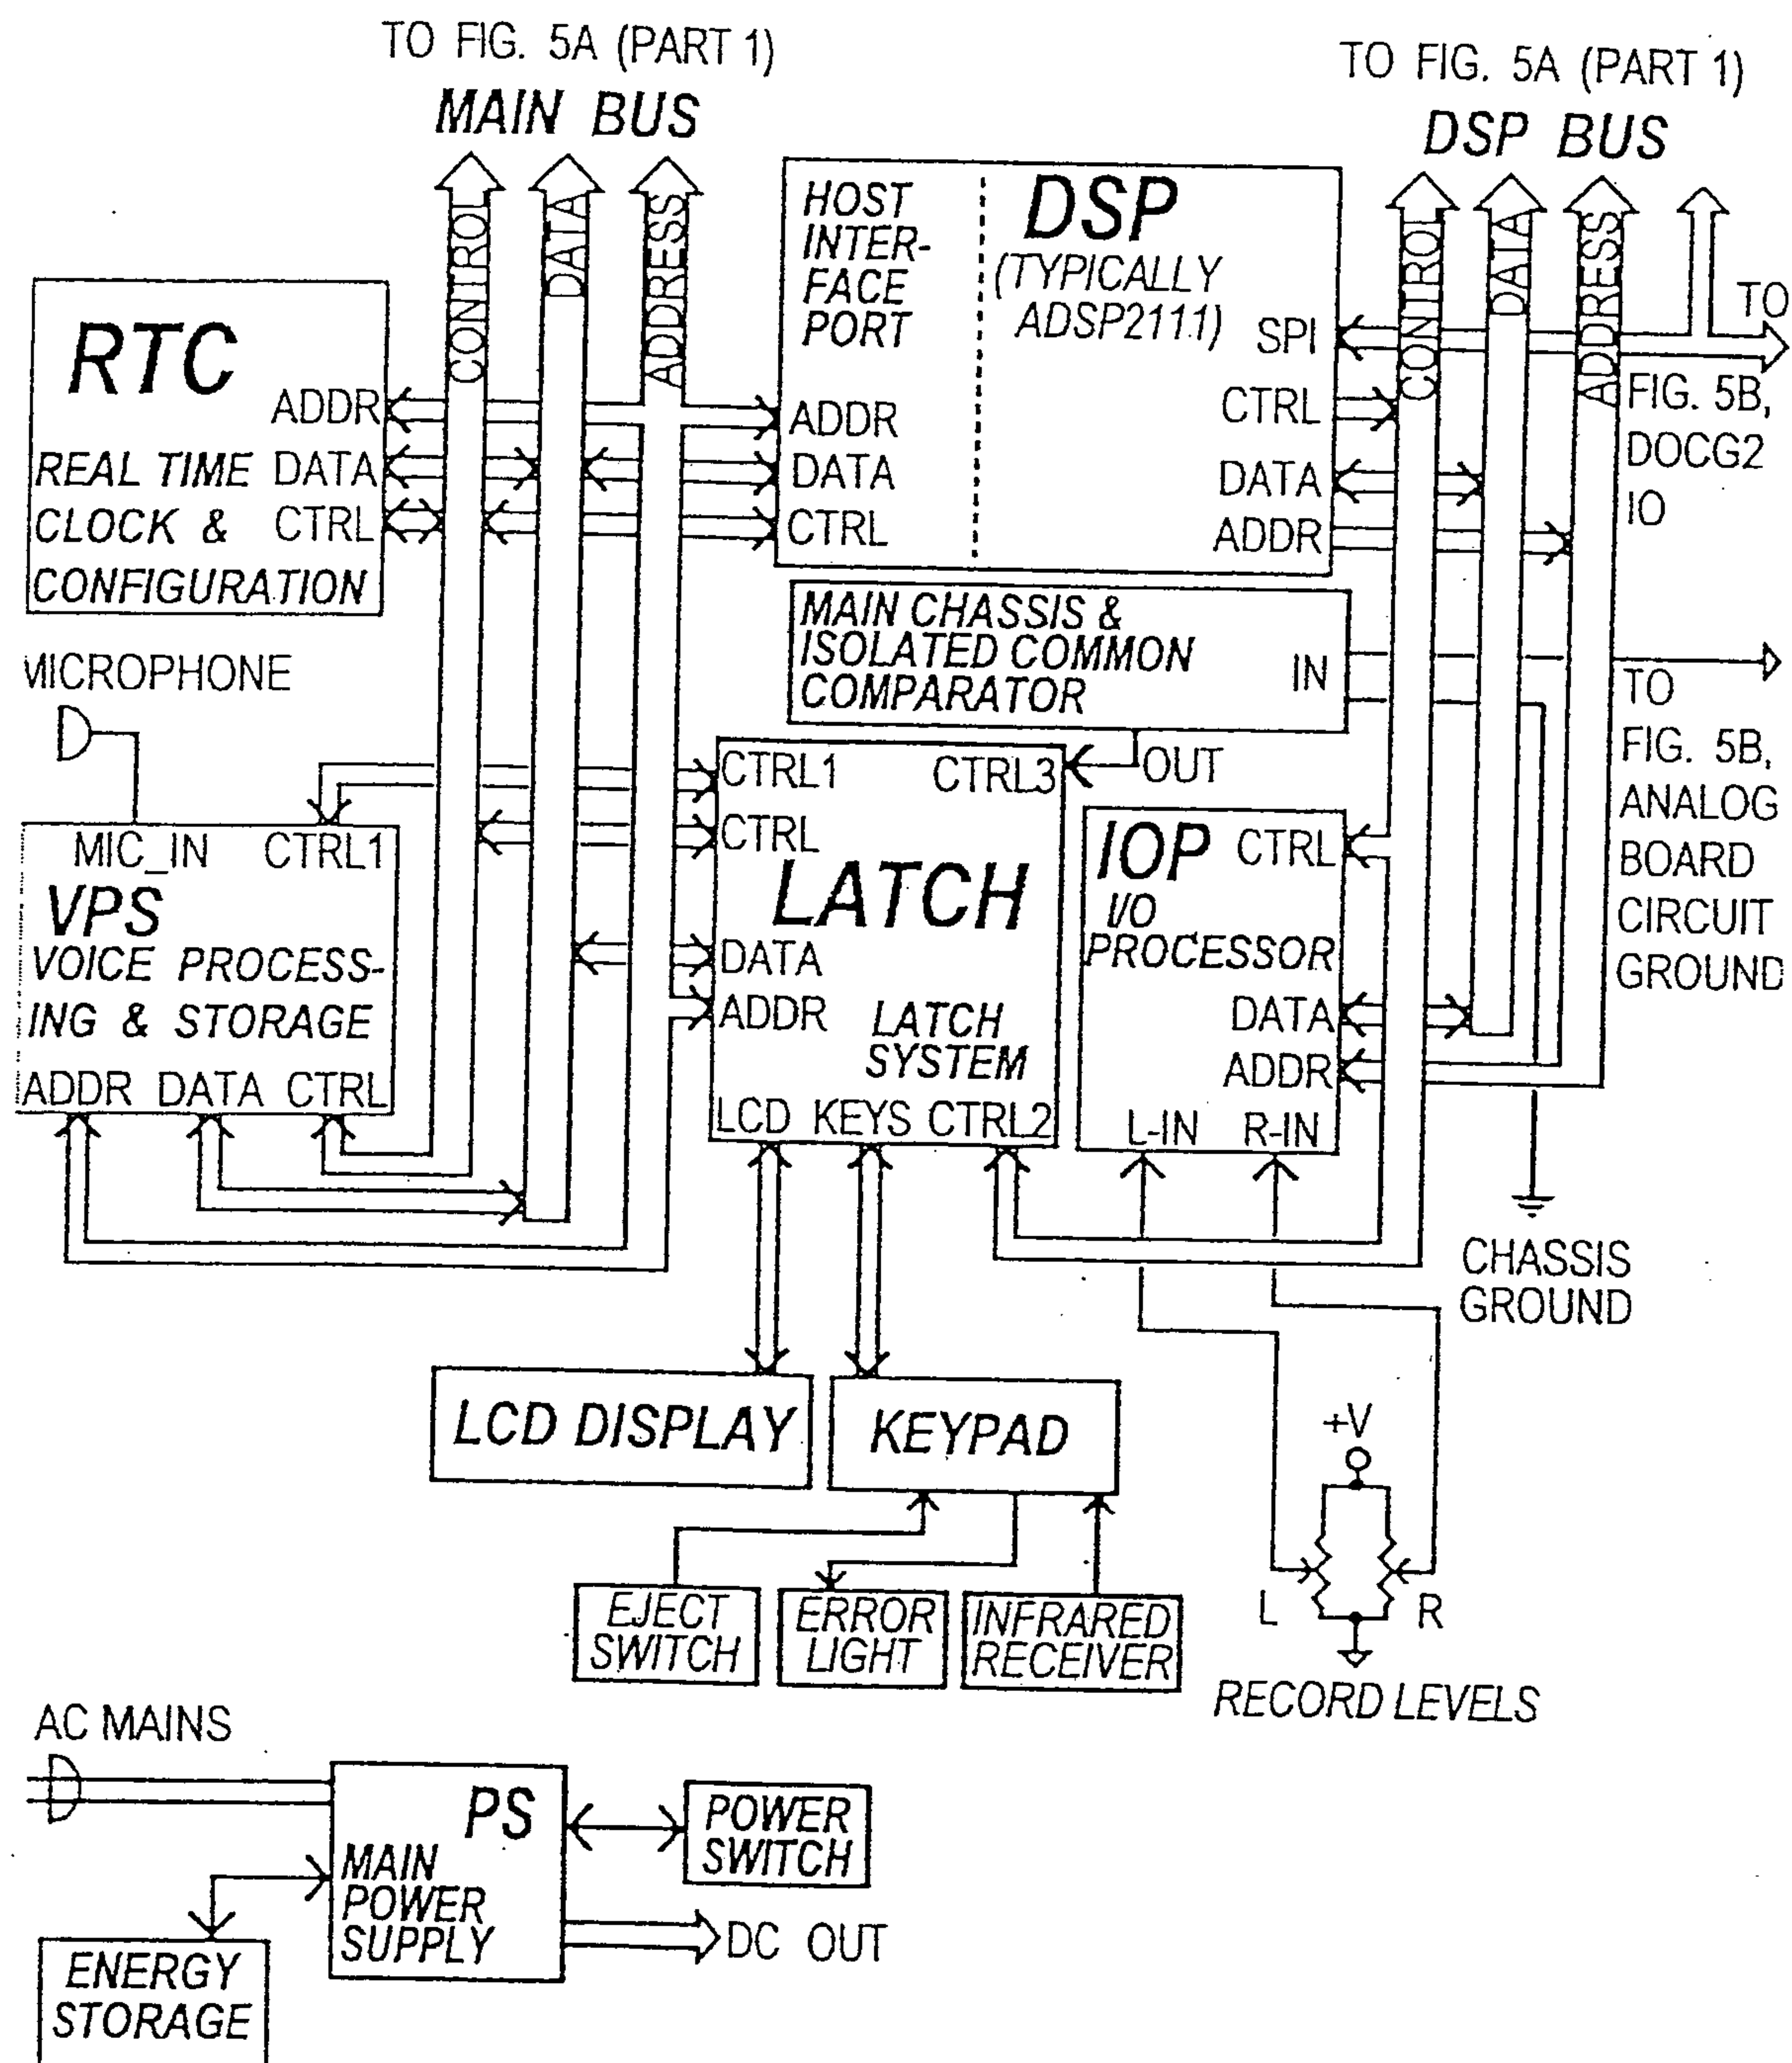 TO FIG. 5A (PART 1)
MAIN BUS
TO FIG. 5A (PART 1)
DSP BUS
CONTROL
DATA
ADDRESS
HOST
INTER-
FACE
PORT
DSP
(TYPICALLY
ADSP2111)
SPI
CTRL
DATA
ADDR
ADDR
DATA
CTRL
CONTROL
DATA
ADDRESS
TO
FIG. 5B,
DOCG2
IO
RTC
ADDR
REAL TIME DATA
CLOCK & CTRL
CONFIGURATION
MAIN CHASSIS &
ISOLATED COMMON
COMPARATOR
IN
OUT
TO
FIG. 5B,
ANALOG
BOARD
CIRCUIT
GROUND
MICROPHONE
MIC_IN CTRL1
VPS
VOICE PROCESS-
ING & STORAGE
ADDR DATA CTRL
CTRL1 CTRL3
CTRL
LATCH
DATA
ADDR
LATCH
SYSTEM
LCD KEYS CTRL2
IOP CTRL
I/O
PROCESSOR
DATA
ADDR
L-IN R-IN
CHASSIS
GROUND
LCD DISPLAY
KEYPAD
EJECT
SWITCH
ERROR
LIGHT
INFRARED
RECEIVER
+V
L R
RECORD LEVELS
AC MAINS
PS
MAIN
POWER
SUPPLY
POWER
SWITCH
DC OUT
ENERGY
STORAGE